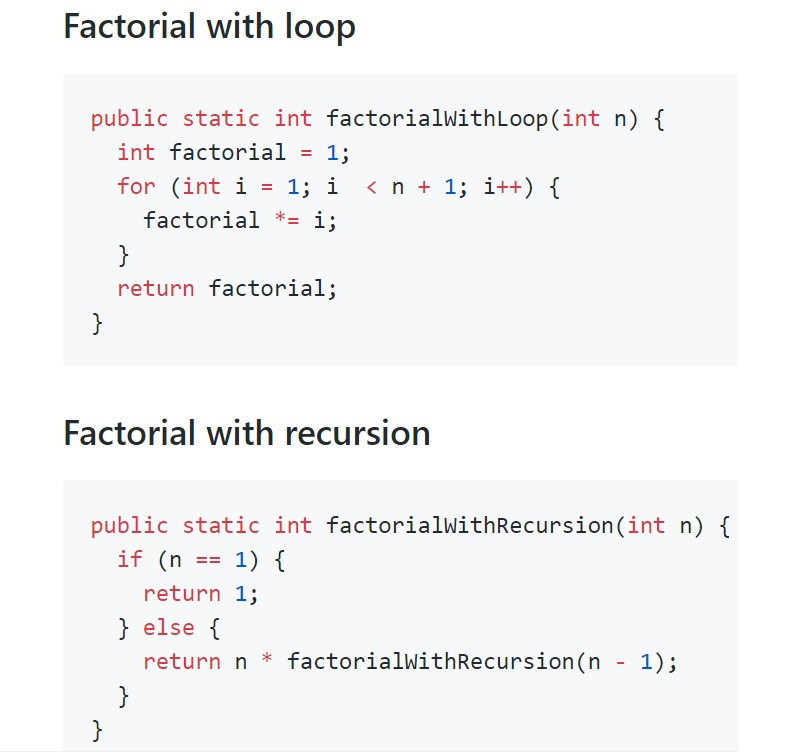 Factorial with loop
public static int factorialWithLoop(int n) {
  int factorial = 1;
  for (int i = 1; i  < n + 1; i++) {
    factorial *= i;
  }
  return factorial;
}
Factorial with recursion
public static int factorialWithRecursion(int n) {
  if (n == 1) {
    return 1;
  } else {
    return n * factorialWithRecursion(n - 1);
  }
}